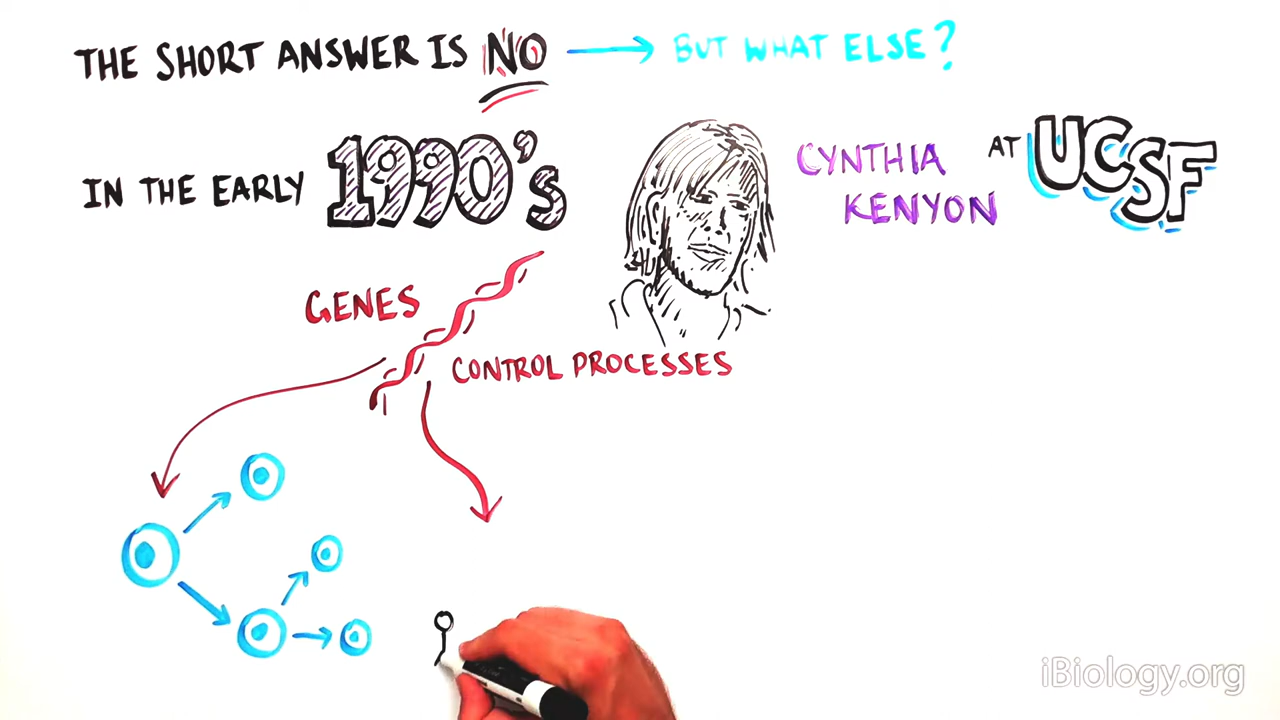 THE SHORT ANSWER IS NO → BUT WHAT ELSE?
IN THE EARLY 1990's
CYNTHIA KENYON
AT UCSF
GENES
CONTROL PROCESSES
iBiology.org